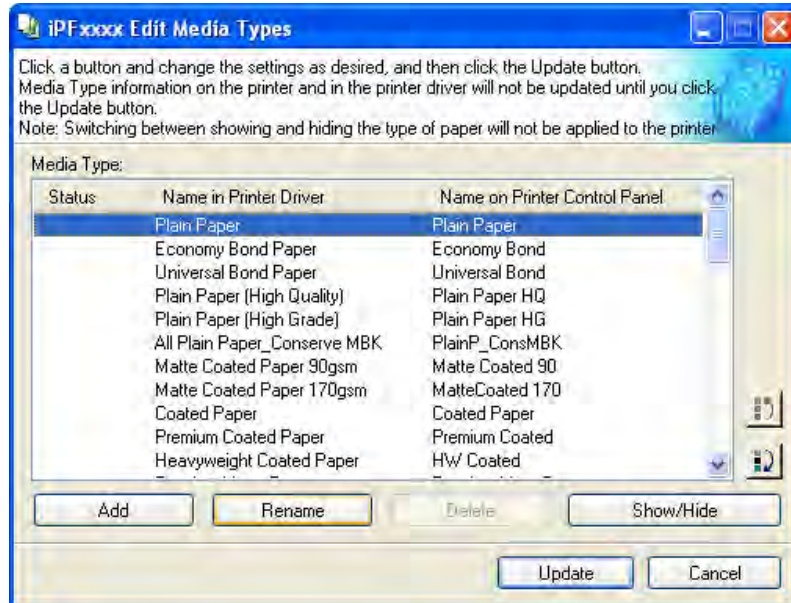 iPFxxxx Edit Media Types
Click a button and change the settings as desired, and then click the Update button.
Media Type information on the printer and in the printer driver will not be updated until you click
the Update button.
Note: Switching between showing and hiding the type of paper will not be applied to the printer
Media Type:
Status Name in Printer Driver Name on Printer Control Panel
Plain Paper Plain Paper
Economy Bond Paper Economy Bond
Universal Bond Paper Universal Bond
Plain Paper (High Quality) Plain Paper HQ
Plain Paper (High Grade) Plain Paper HG
All Plain Paper_Conserve MBK PlainP_ConsMBK
Matte Coated Paper 90gsm Matte Coated 90
Matte Coated Paper 170gsm MatteCoated 170
Coated Paper Coated Paper
Premium Coated Paper Premium Coated
Heavyweight Coated Paper HW Coated
Add Rename Delete Show/Hide
Update Cancel